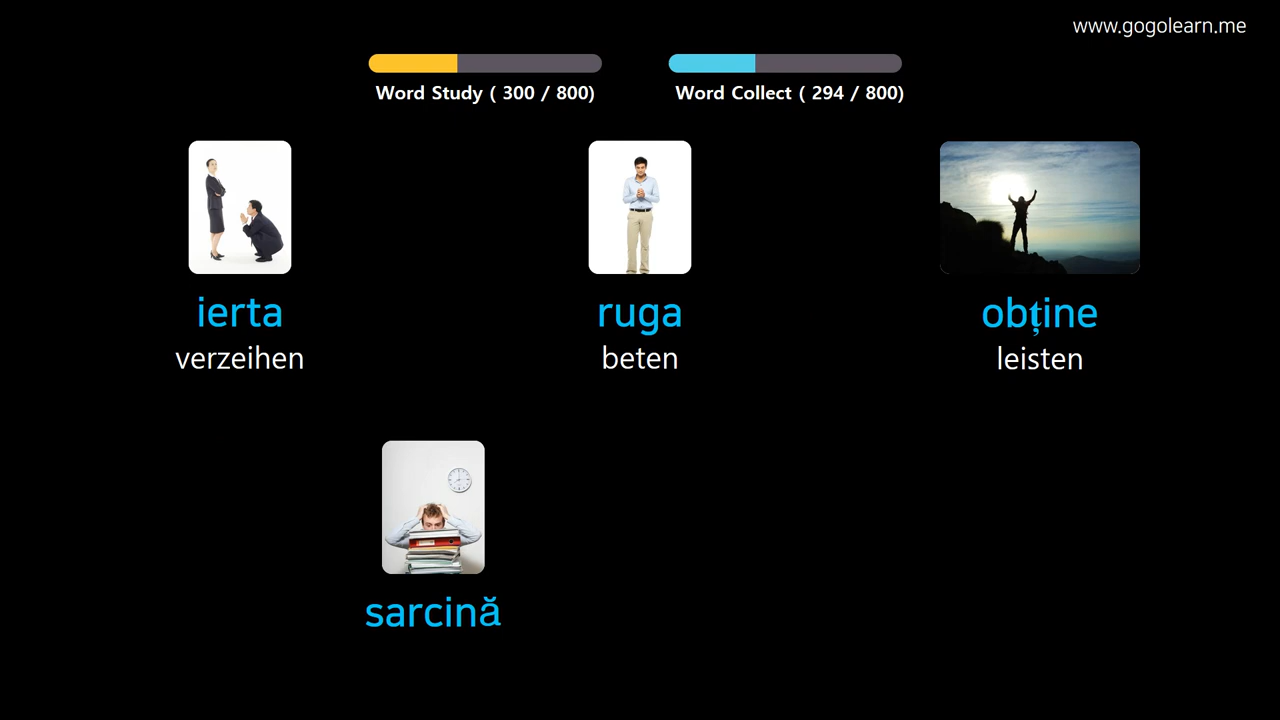 www.gogolearn.me
Word Study ( 300 / 800)
Word Collect ( 294 / 800)
ierta
verzeihen
ruga
beten
obține
leisten
sarcină